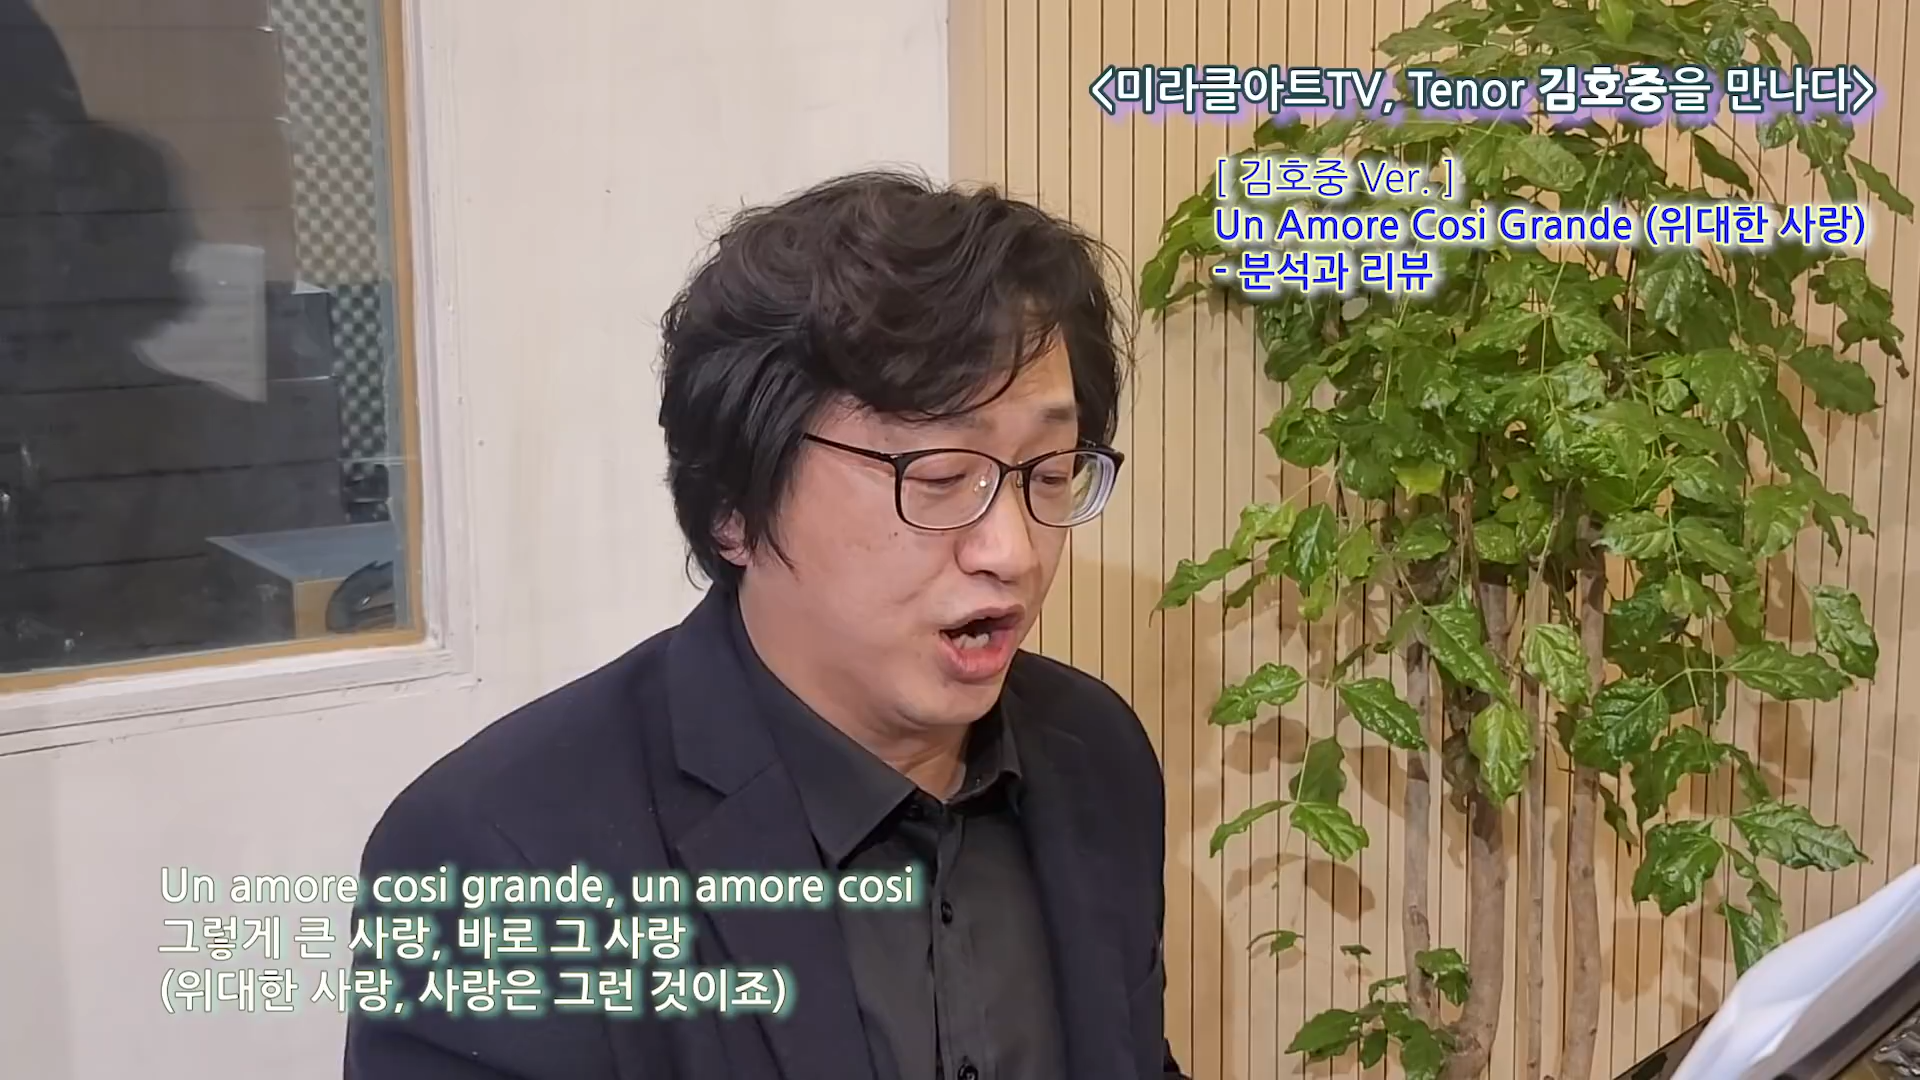 <미라클아트TV, Tenor 김호중을 만나다>
[ 김호중 Ver. ]
Un Amore Cosi Grande (위대한 사랑)
- 분석과 리뷰
Un amore cosi grande, un amore cosi
그렇게 큰 사랑, 바로 그 사랑
(위대한 사랑, 사랑은 그런 것이죠)